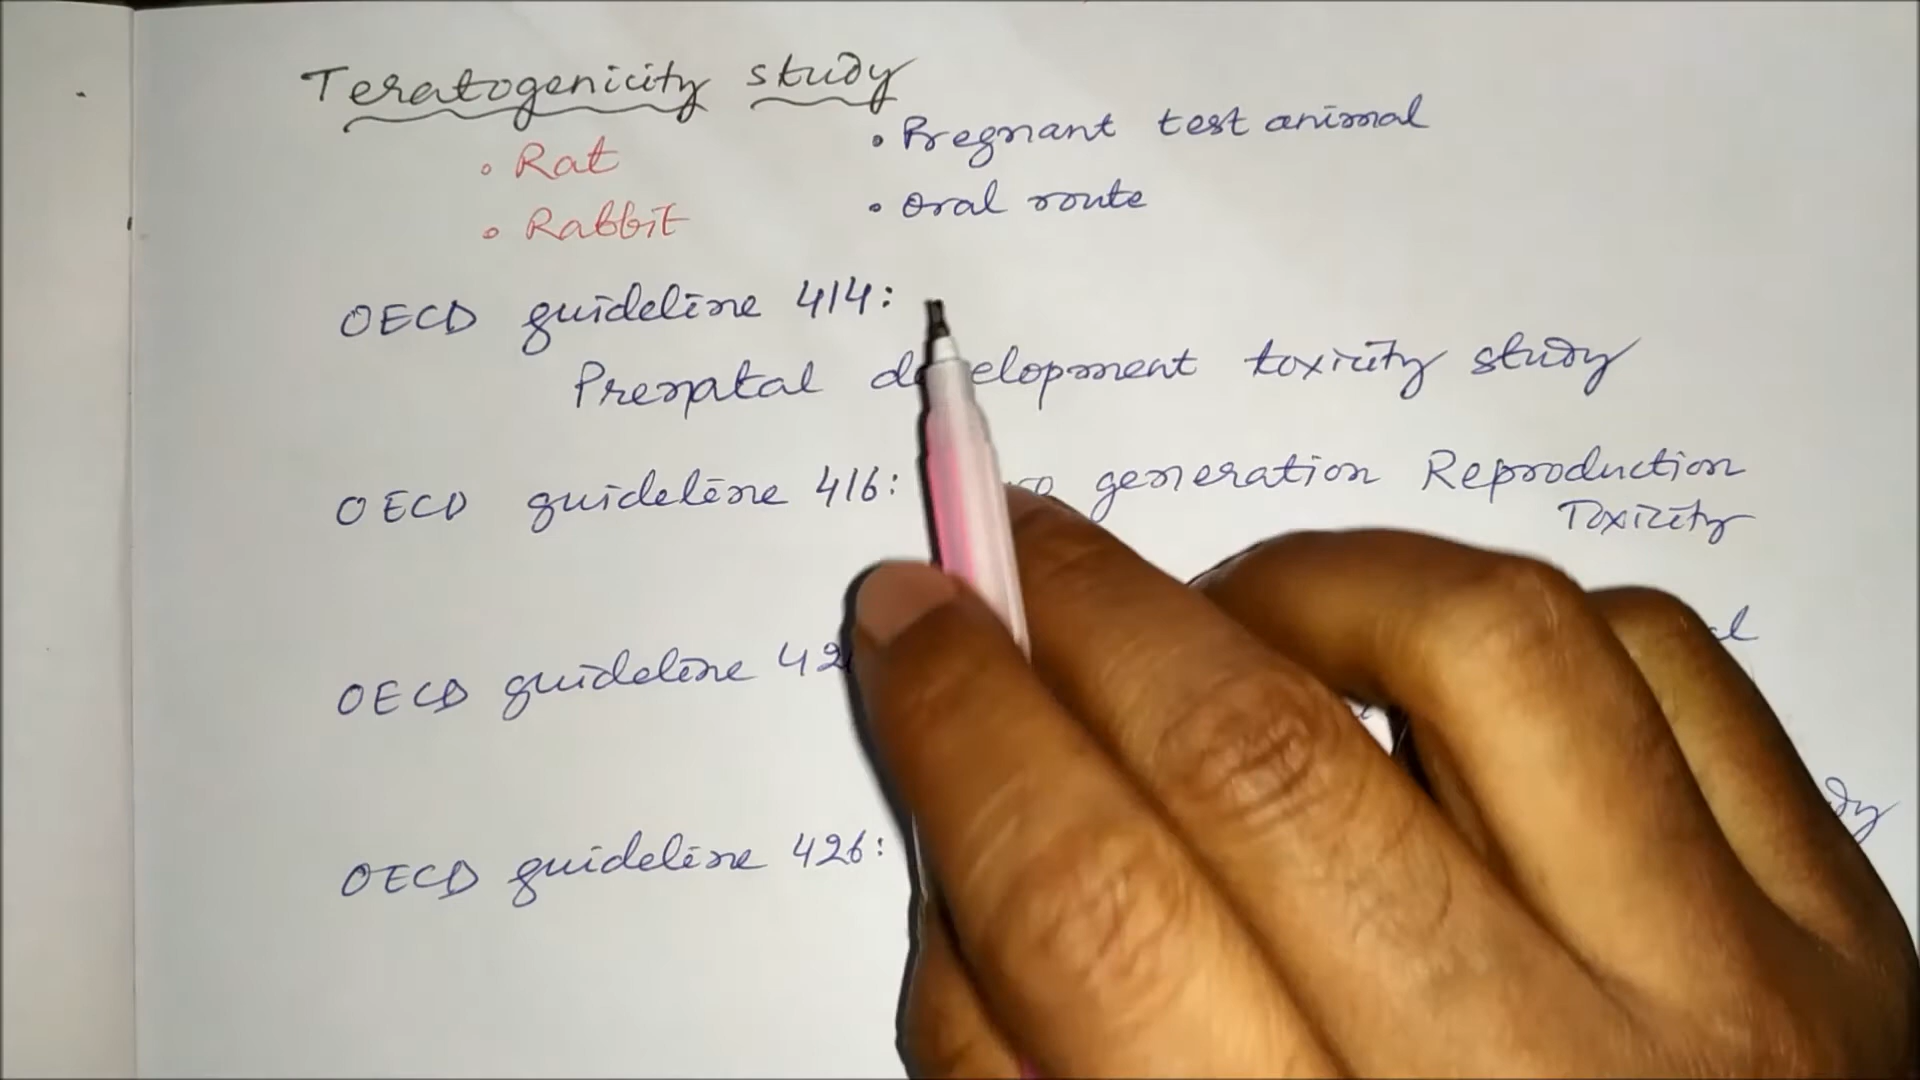 Teratogenicity study
• Rat
• Rabbit
• Pregnant test animal
• Oral route
OECD guideline 414:
Prenatal development toxicity study
OECD guideline 416: generation Reproduction
Toxicity
OECD guideline
OECD guideline 426: